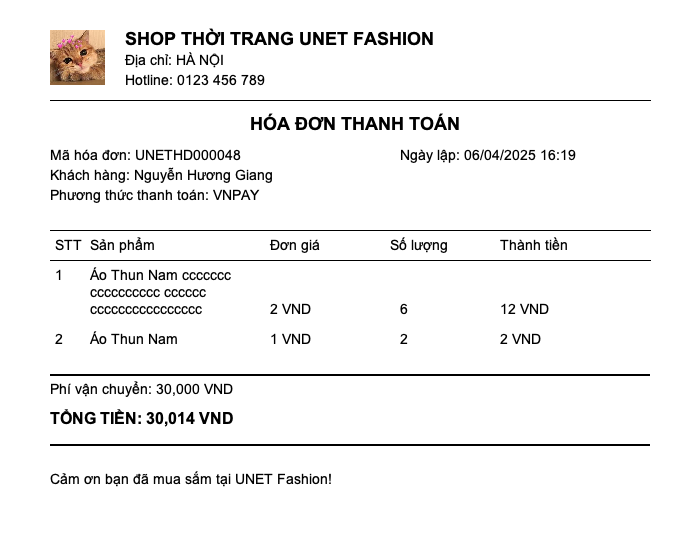 SHOP THỜI TRANG UNET FASHION
Địa chỉ: HÀ NỘI
Hotline: 0123 456 789
HÓA ĐƠN THANH TOÁN
Mã hóa đơn: UNETHD000048 Ngày lập: 06/04/2025 16:19
Khách hàng: Nguyễn Hương Giang
Phương thức thanh toán: VNPAY
STT Sản phẩm Đơn giá Số lượng Thành tiền
1 Áo Thun Nam ccccccc
cccccccccc cccccc
cccccccccccccccc 2 VND 6 12 VND
2 Áo Thun Nam 1 VND 2 2 VND
Phí vận chuyển: 30,000 VND
TỔNG TIỀN: 30,014 VND
Cảm ơn bạn đã mua sắm tại UNET Fashion!